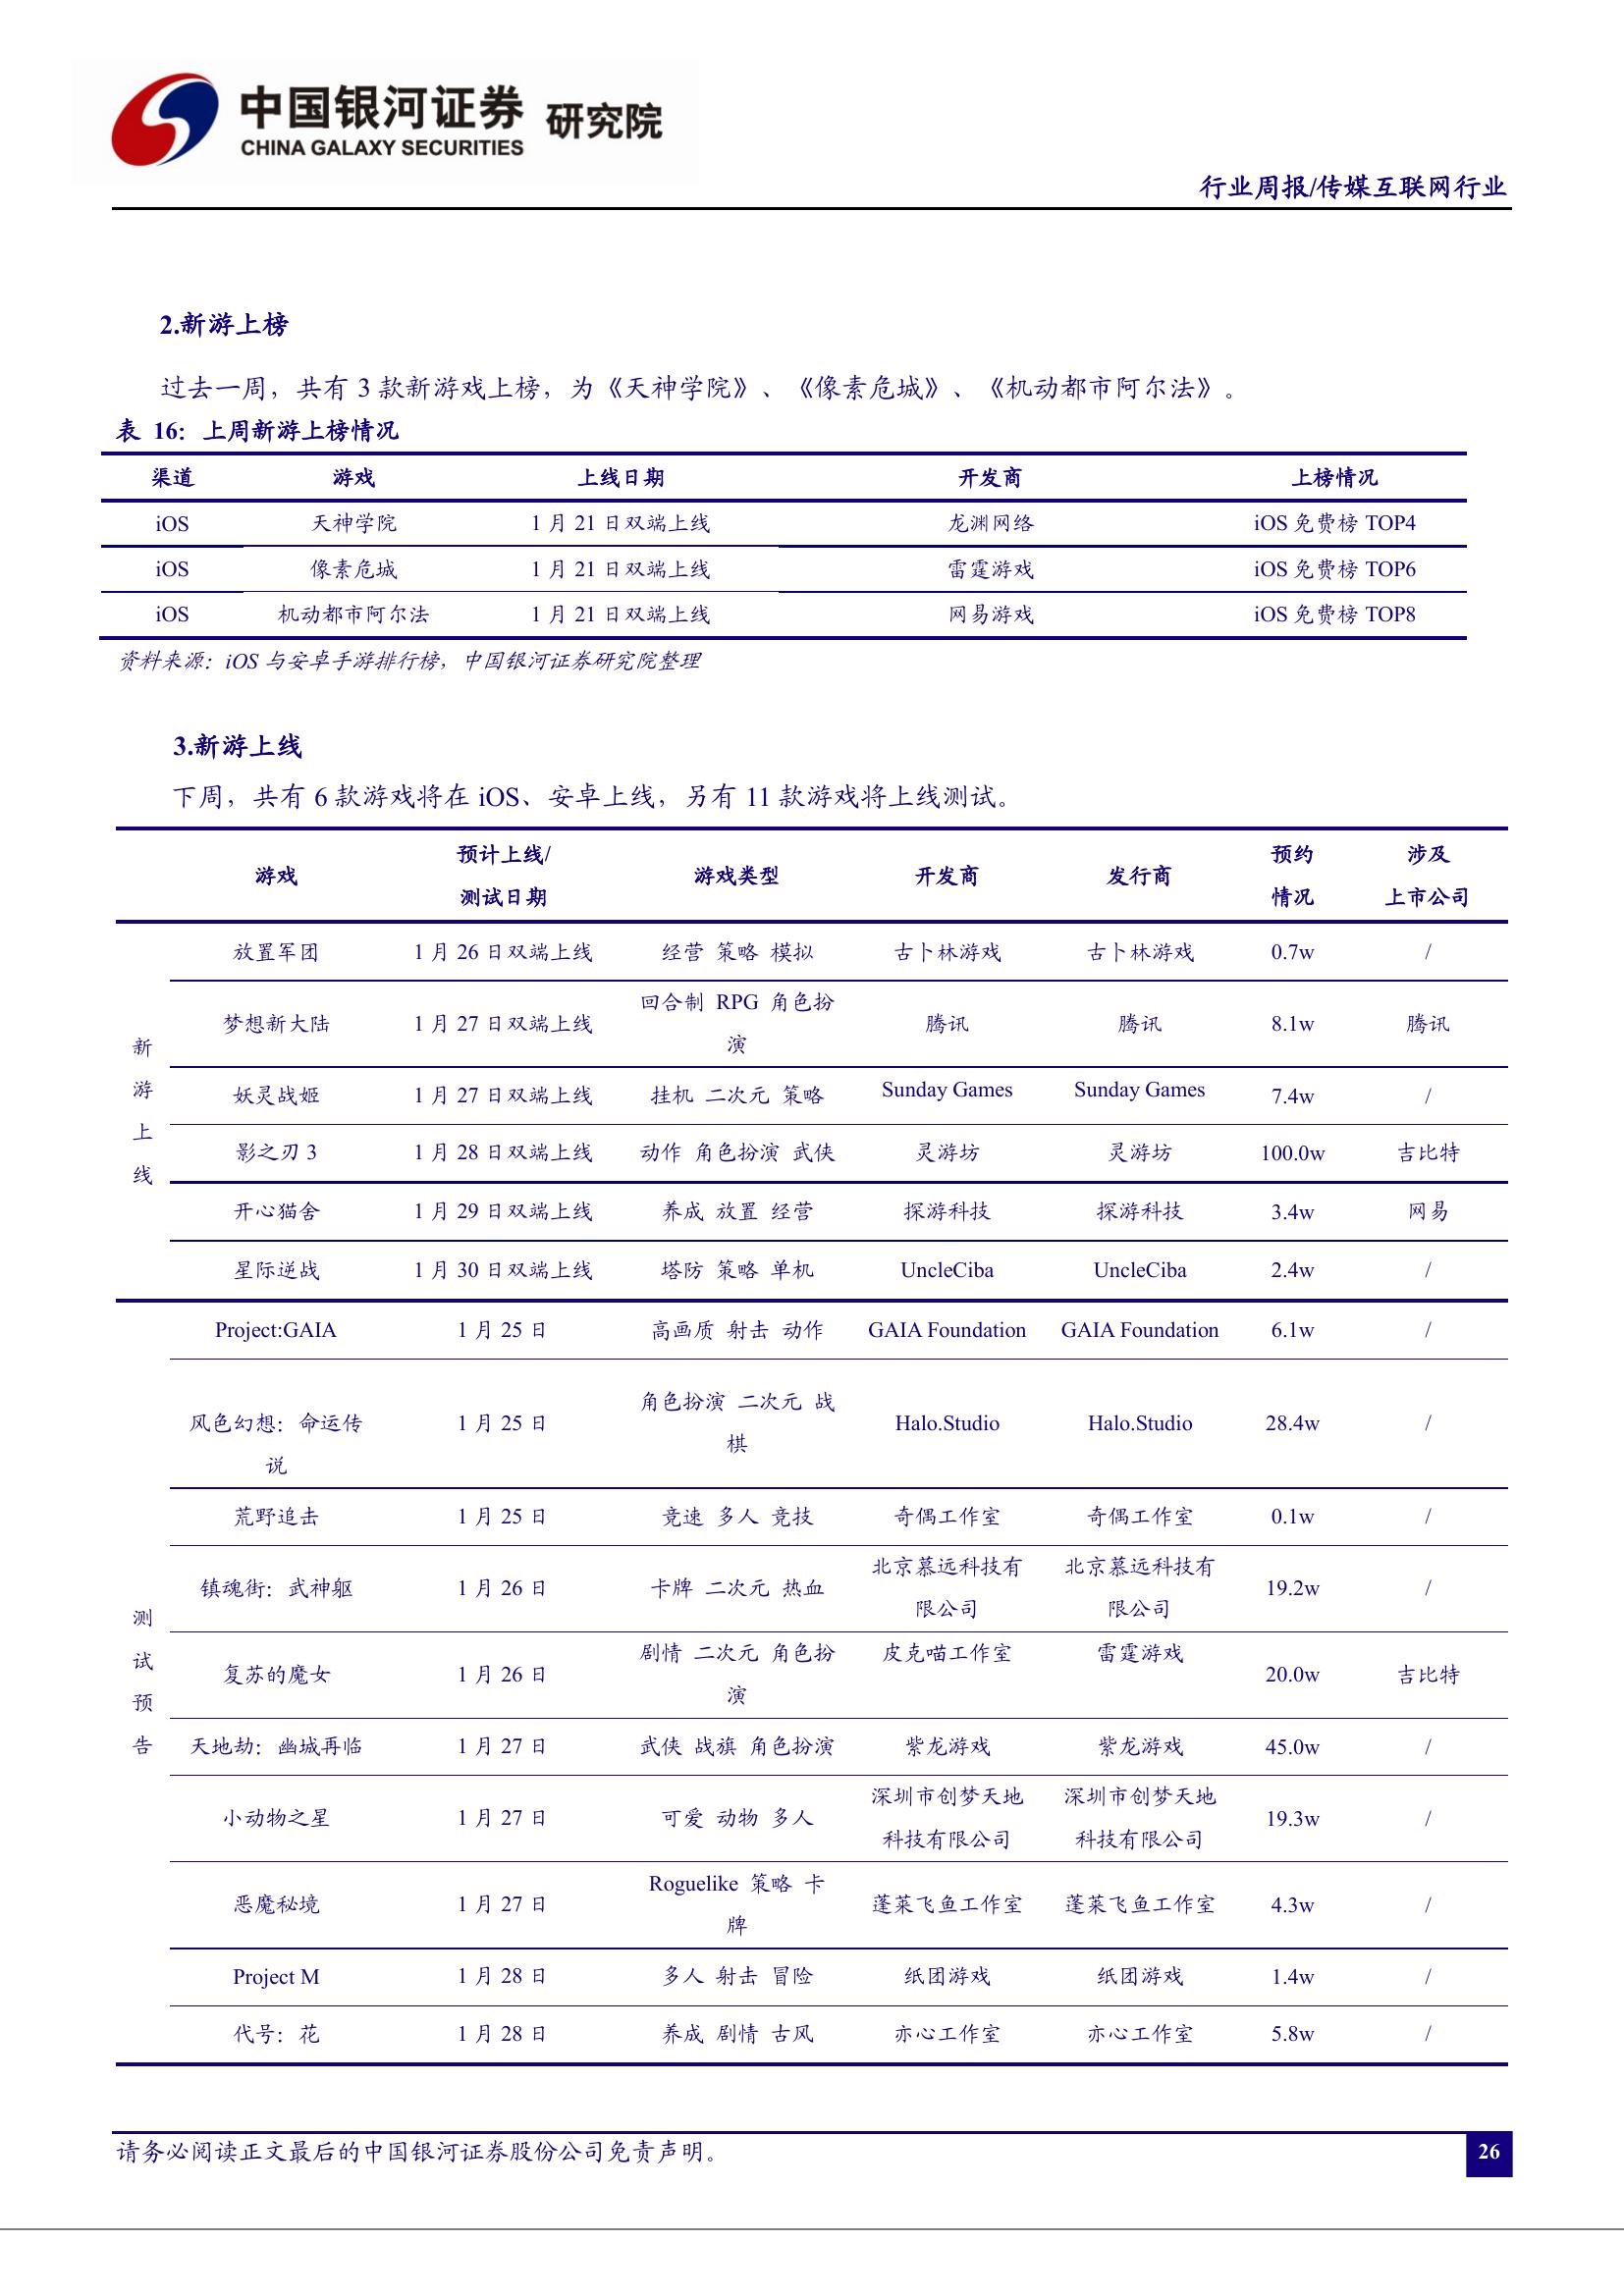 中国银河证券 研究院
CHINA GALAXY SECURITIES
行业周报/传媒互联网行业
2.新游上榜
过去一周，共有 3 款新游戏上榜，为《天神学院》、《像素危城》、《机动都市阿尔法》。
表 16：上周新游上榜情况
渠道 游戏 上线日期 开发商 上榜情况
iOS 天神学院 1 月 21 日双端上线 龙渊网络 iOS 免费榜 TOP4
iOS 像素危城 1 月 21 日双端上线 雷霆游戏 iOS 免费榜 TOP6
iOS 机动都市阿尔法 1 月 21 日双端上线 网易游戏 iOS 免费榜 TOP8
资料来源：iOS 与安卓手游排行榜，中国银河证券研究院整理
3.新游上线
下周，共有 6 款游戏将在 iOS、安卓上线，另有 11 款游戏将上线测试。
游戏 预计上线/ 测试日期 游戏类型 开发商 发行商 预约 情况 涉及 上市公司
新游上线
放置军团 1 月 26 日双端上线 经营 策略 模拟 古卜林游戏 古卜林游戏 0.7w /
梦想新大陆 1 月 27 日双端上线 回合制 RPG 角色扮演 腾讯 腾讯 8.1w 腾讯
妖灵战姬 1 月 27 日双端上线 挂机 二次元 策略 Sunday Games Sunday Games 7.4w /
影之刃 3 1 月 28 日双端上线 动作 角色扮演 武侠 灵游坊 灵游坊 100.0w 吉比特
开心猫舍 1 月 29 日双端上线 养成 放置 经营 探游科技 探游科技 3.4w 网易
星际逆战 1 月 30 日双端上线 塔防 策略 单机 UncleCiba UncleCiba 2.4w /
测试预告
Project:GAIA 1 月 25 日 高画质 射击 动作 GAIA Foundation GAIA Foundation 6.1w /
风色幻想：命运传说 1 月 25 日 角色扮演 二次元 战棋 Halo.Studio Halo.Studio 28.4w /
荒野追击 1 月 25 日 竞速 多人 竞技 奇偶工作室 奇偶工作室 0.1w /
镇魂街：武神躯 1 月 26 日 卡牌 二次元 热血 北京慕远科技有限公司 北京慕远科技有限公司 19.2w /
复苏的魔女 1 月 26 日 剧情 二次元 角色扮演 皮克喵工作室 雷霆游戏 20.0w 吉比特
天地劫：幽城再临 1 月 27 日 武侠 战旗 角色扮演 紫龙游戏 紫龙游戏 45.0w /
小动物之星 1 月 27 日 可爱 动物 多人 深圳市创梦天地科技有限公司 深圳市创梦天地科技有限公司 19.3w /
恶魔秘境 1 月 27 日 Roguelike 策略 卡牌 蓬莱飞鱼工作室 蓬莱飞鱼工作室 4.3w /
Project M 1 月 28 日 多人 射击 冒险 纸团游戏 纸团游戏 1.4w /
代号：花 1 月 28 日 养成 剧情 古风 亦心工作室 亦心工作室 5.8w /
请务必阅读正文最后的中国银河证券股份公司免责声明。
26